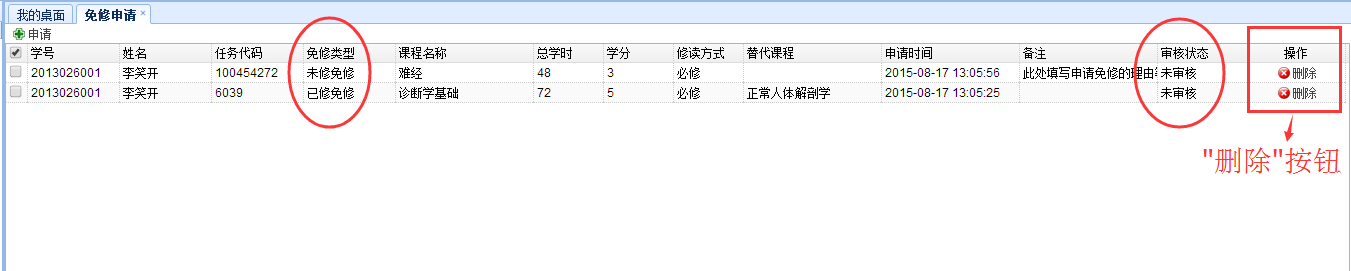 我的桌面 免修申请 ×
申请
学号 姓名 任务代码 免修类型 课程名称 总学时 学分 修读方式 替代课程 申请时间 备注 审核状态 操作
2013026001 李笑开 100454272 未修免修 难经 48 3 必修 2015-08-17 13:05:56 此处填写申请免修的理由 未审核 删除
2013026001 李笑开 6039 已修免修 诊断学基础 72 5 必修 正常人体解剖学 2015-08-17 13:05:25 未审核 删除
"删除"按钮